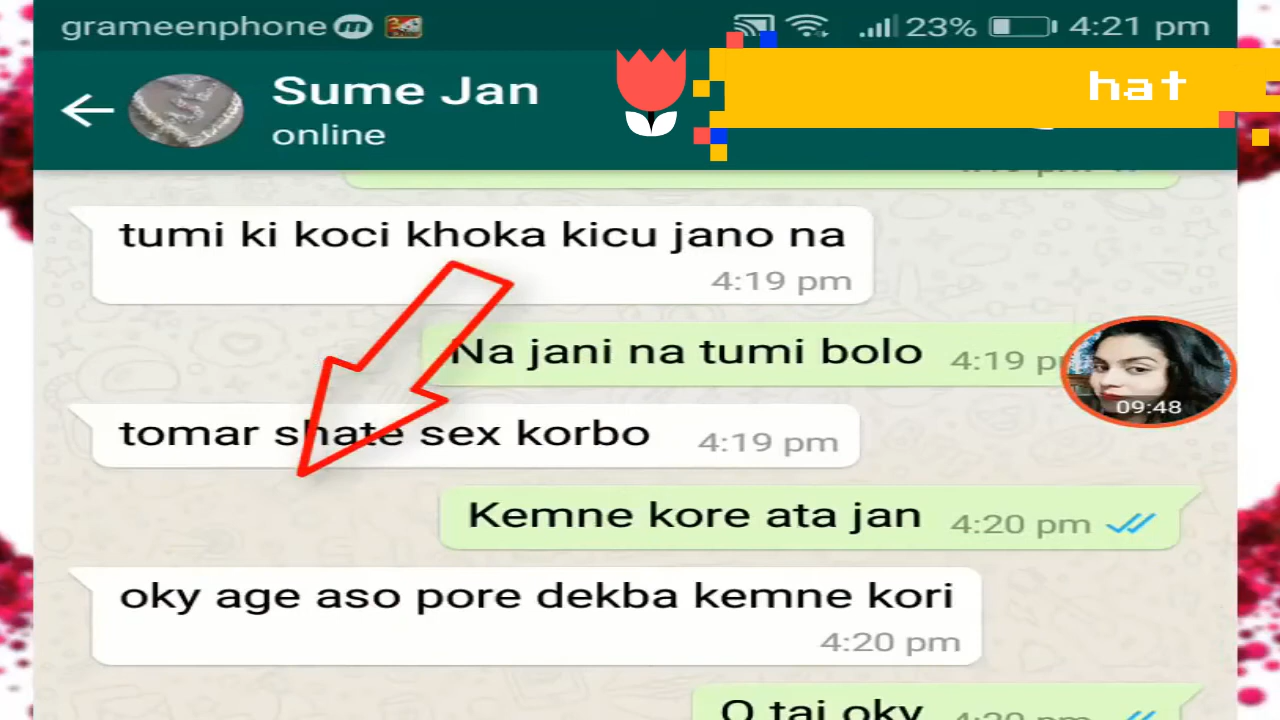 grameenphone m 23% 4:21 pm
hat
Sume Jan
online
tumi ki koci khoka kicu jano na
4:19 pm
Na jani na tumi bolo 4:19 p
09:48
tomar shate sex korbo 4:19 pm
Kemne kore ata jan 4:20 pm
oky age aso pore dekba kemne kori
4:20 pm
O tai oky 4:20 pm